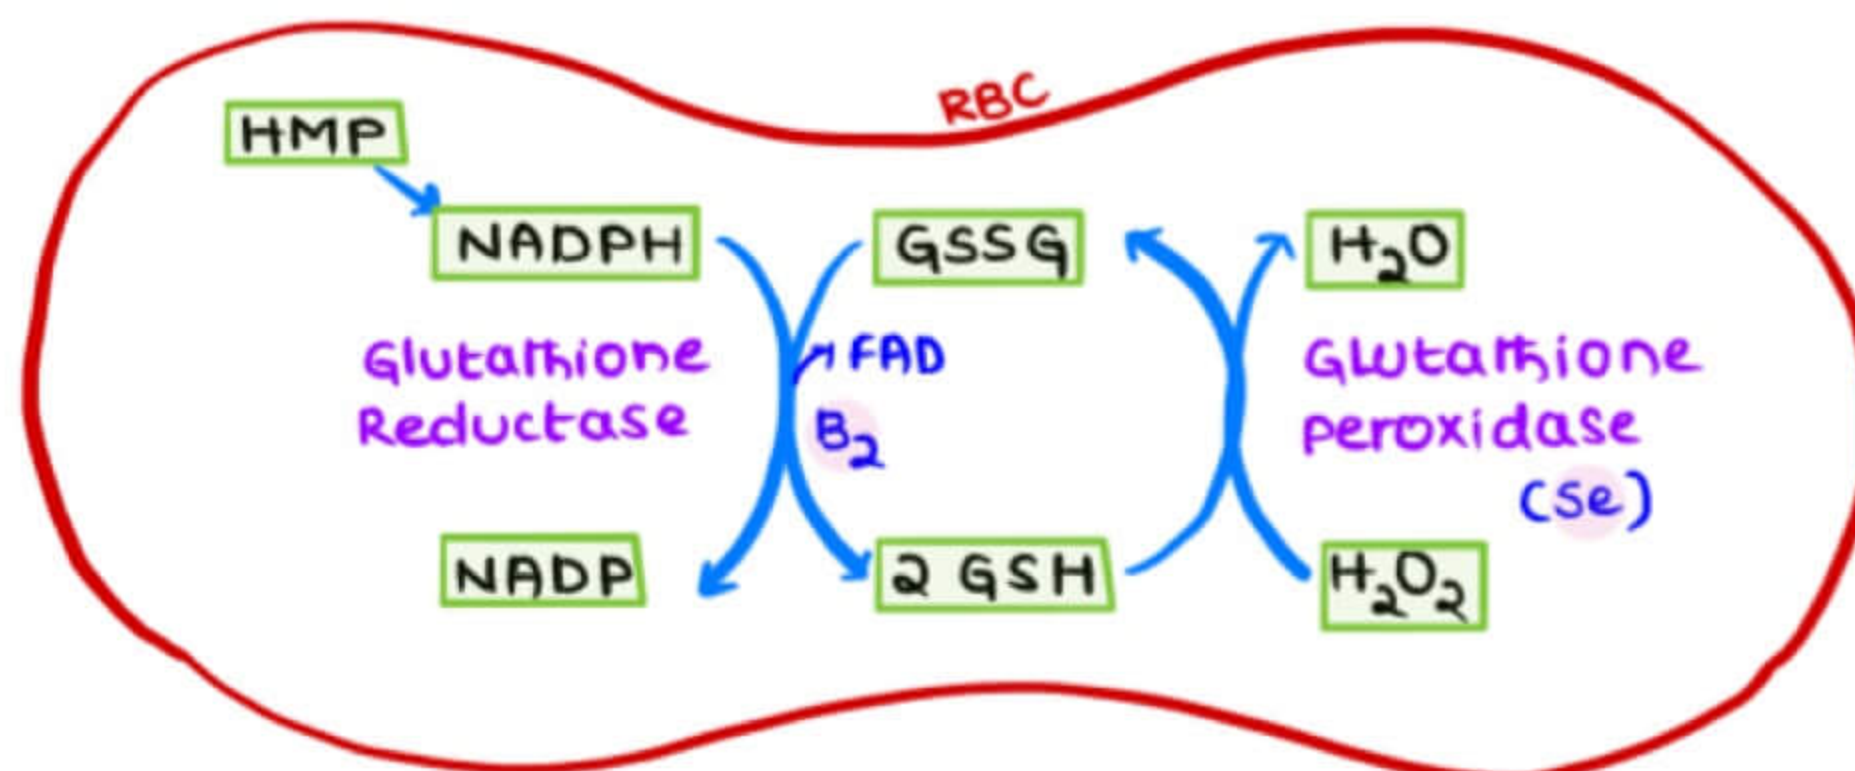 RBC
HMP
NADPH
GSSG
H₂O
Glutathione
Reductase
FAD
B₂
Glutathione
peroxidase
(Se)
NADP
2 GSH
H₂O₂